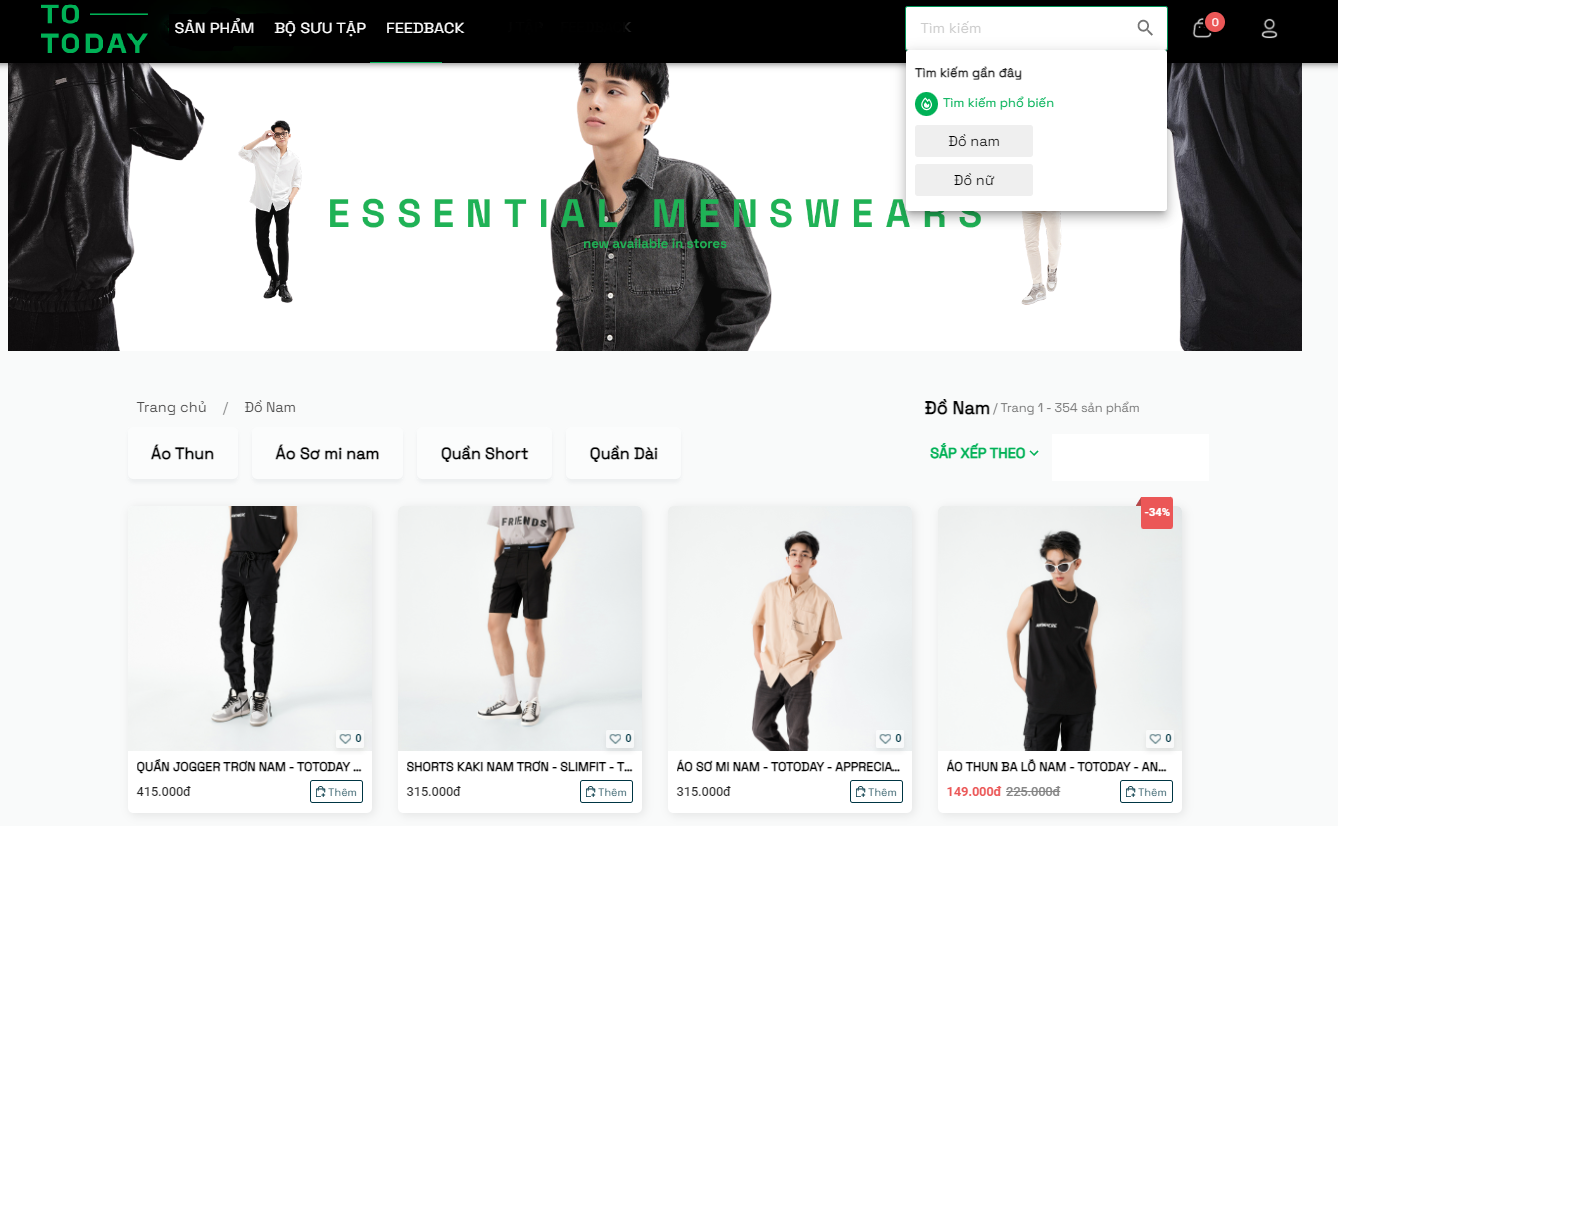 TO
TODAY
SẢN PHẨM BỘ SƯU TẬP FEEDBACK
Tìm kiếm
0
Tìm kiếm gần đây
Tìm kiếm phổ biến
Đồ nam
Đồ nữ
ESSENTIAL MENSWEARS
new available in stores
Trang chủ / Đồ Nam
Đồ Nam / Trang 1 - 354 sản phẩm
Áo Thun Áo Sơ mi nam Quần Short Quần Dài
SẮP XẾP THEO
-34%
FRIENDS
0 0 0 0
QUẦN JOGGER TRƠN NAM - TOTODAY ...
415.000đ Thêm
SHORTS KAKI NAM TRƠN - SLIMFIT - T...
315.000đ Thêm
ÁO SƠ MI NAM - TOTODAY - APPRECIA...
315.000đ Thêm
ÁO THUN BA LỖ NAM - TOTODAY - AN...
149.000đ 225.000đ Thêm